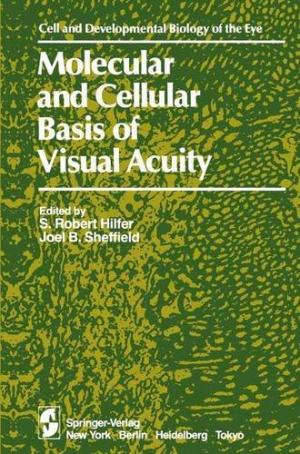 Cell and Developmental Biology of the Eye
Molecular
and Cellular
Basis of
Visual Acuity
Edited by
S. Robert Hilfer
Joel B. Sheffield
Springer-Verlag
New York Berlin Heidelberg Tokyo